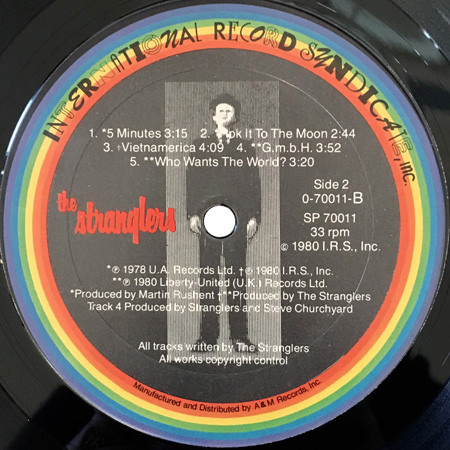 INTERNATIONAL RECORD SYNDICATE, INC.
1. *5 Minutes 3:15 2. Rok It To The Moon 2:44
3. †Vietnamerica 4:09 4. **G.m.b.H. 3:52
5. **Who Wants The World? 3:20
the stranglers
Side 2
0-70011-B
SP 70011
33 rpm
© 1980 I.R.S., Inc.
*℗ 1978 U.A. Records Ltd. †℗ 1980 I.R.S., Inc.
**℗ 1980 Liberty-United (U.K.) Records Ltd.
*Produced by Martin Rushent †**Produced by The Stranglers
Track 4 Produced by Stranglers and Steve Churchyard
All tracks written by The Stranglers
All works copyright control
Manufactured and Distributed by A&M Records, Inc.